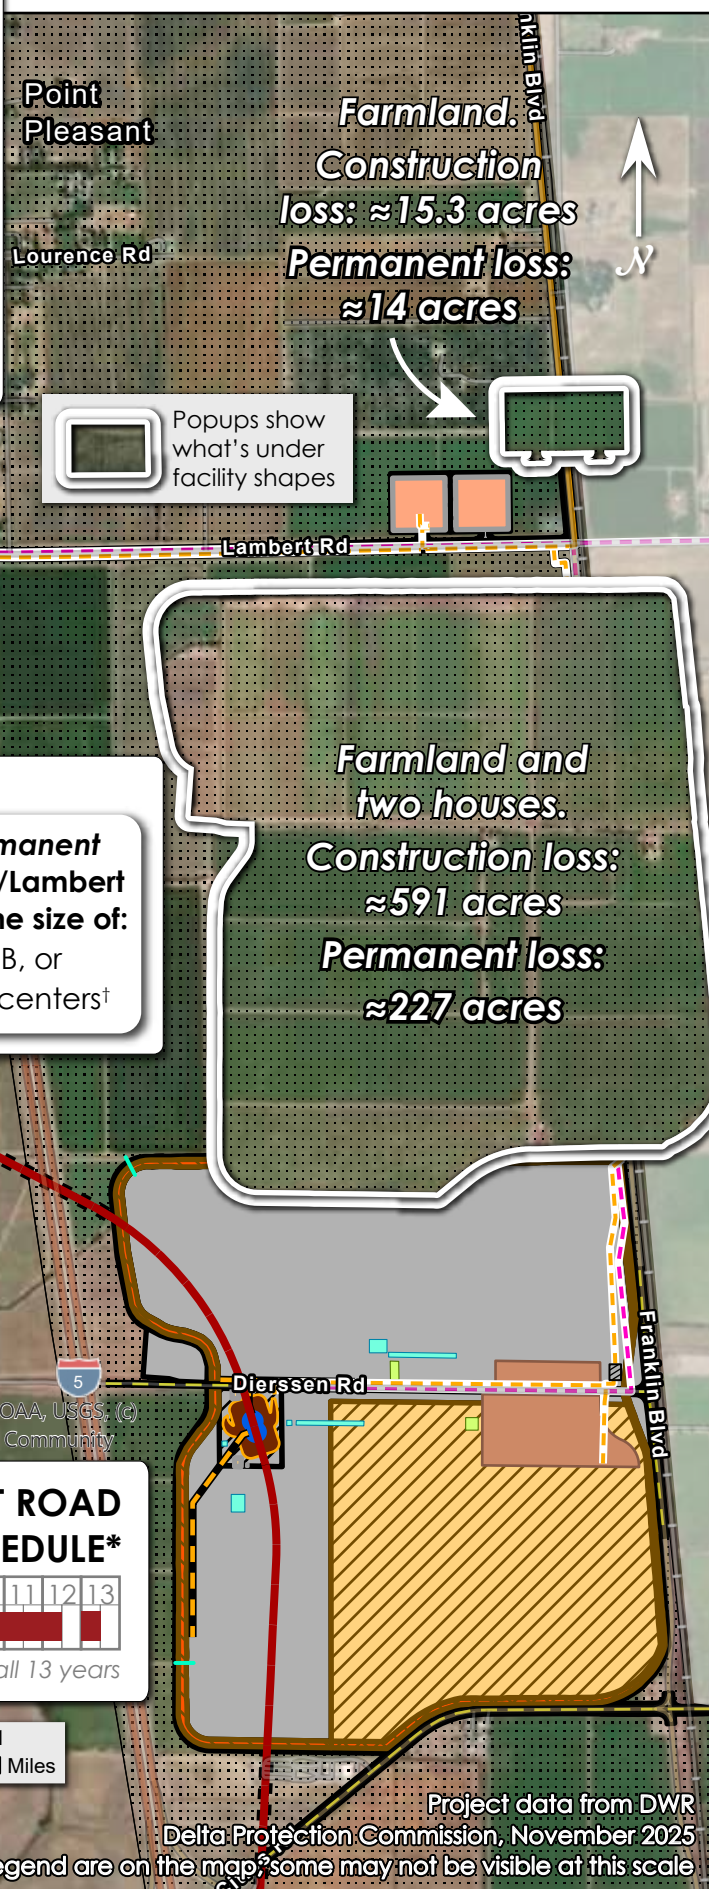 nklin Blvd
Point
Pleasant
Farmland.
Construction
loss: ≈15.3 acres
Permanent loss:
≈14 acres
N
Lourence Rd
Popups show
what's under
facility shapes
Lambert Rd
Farmland and
two houses.
Construction loss:
≈591 acres
Permanent loss:
≈227 acres
manent
/Lambert
ne size of:
B, or
centers†
Franklin Blvd
5
Dierssen Rd
OAA, USGS, (c)
Community
T ROAD
EDULE*
11 12 13
all 13 years
Miles
Project data from DWR
Delta Protection Commission, November 2025
egend are on the map; some may not be visible at this scale